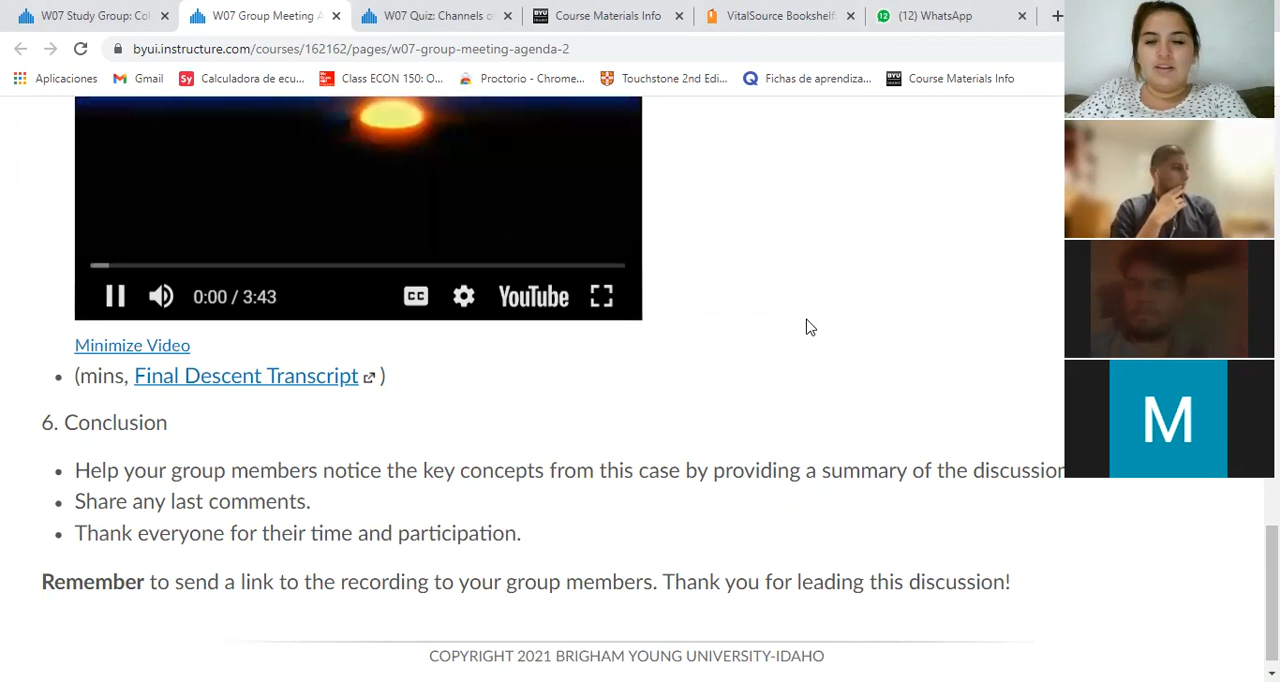 W07 Study Group: Co
W07 Group Meeting A
W07 Quiz: Channels o
Course Materials Info
VitalSource Bookshelf:
(12) WhatsApp
byui.instructure.com/courses/162162/pages/w07-group-meeting-agenda-2
Aplicaciones
Gmail
Sy Calculadora de ecu...
Class ECON 150: O...
Proctorio - Chrome...
Touchstone 2nd Edi...
Fichas de aprendiza...
Course Materials Info
0:00 / 3:43
CC
YouTube
Minimize Video
• (mins, Final Descent Transcript )
6. Conclusion
• Help your group members notice the key concepts from this case by providing a summary of the discussion
• Share any last comments.
• Thank everyone for their time and participation.
Remember to send a link to the recording to your group members. Thank you for leading this discussion!
COPYRIGHT 2021 BRIGHAM YOUNG UNIVERSITY-IDAHO
M